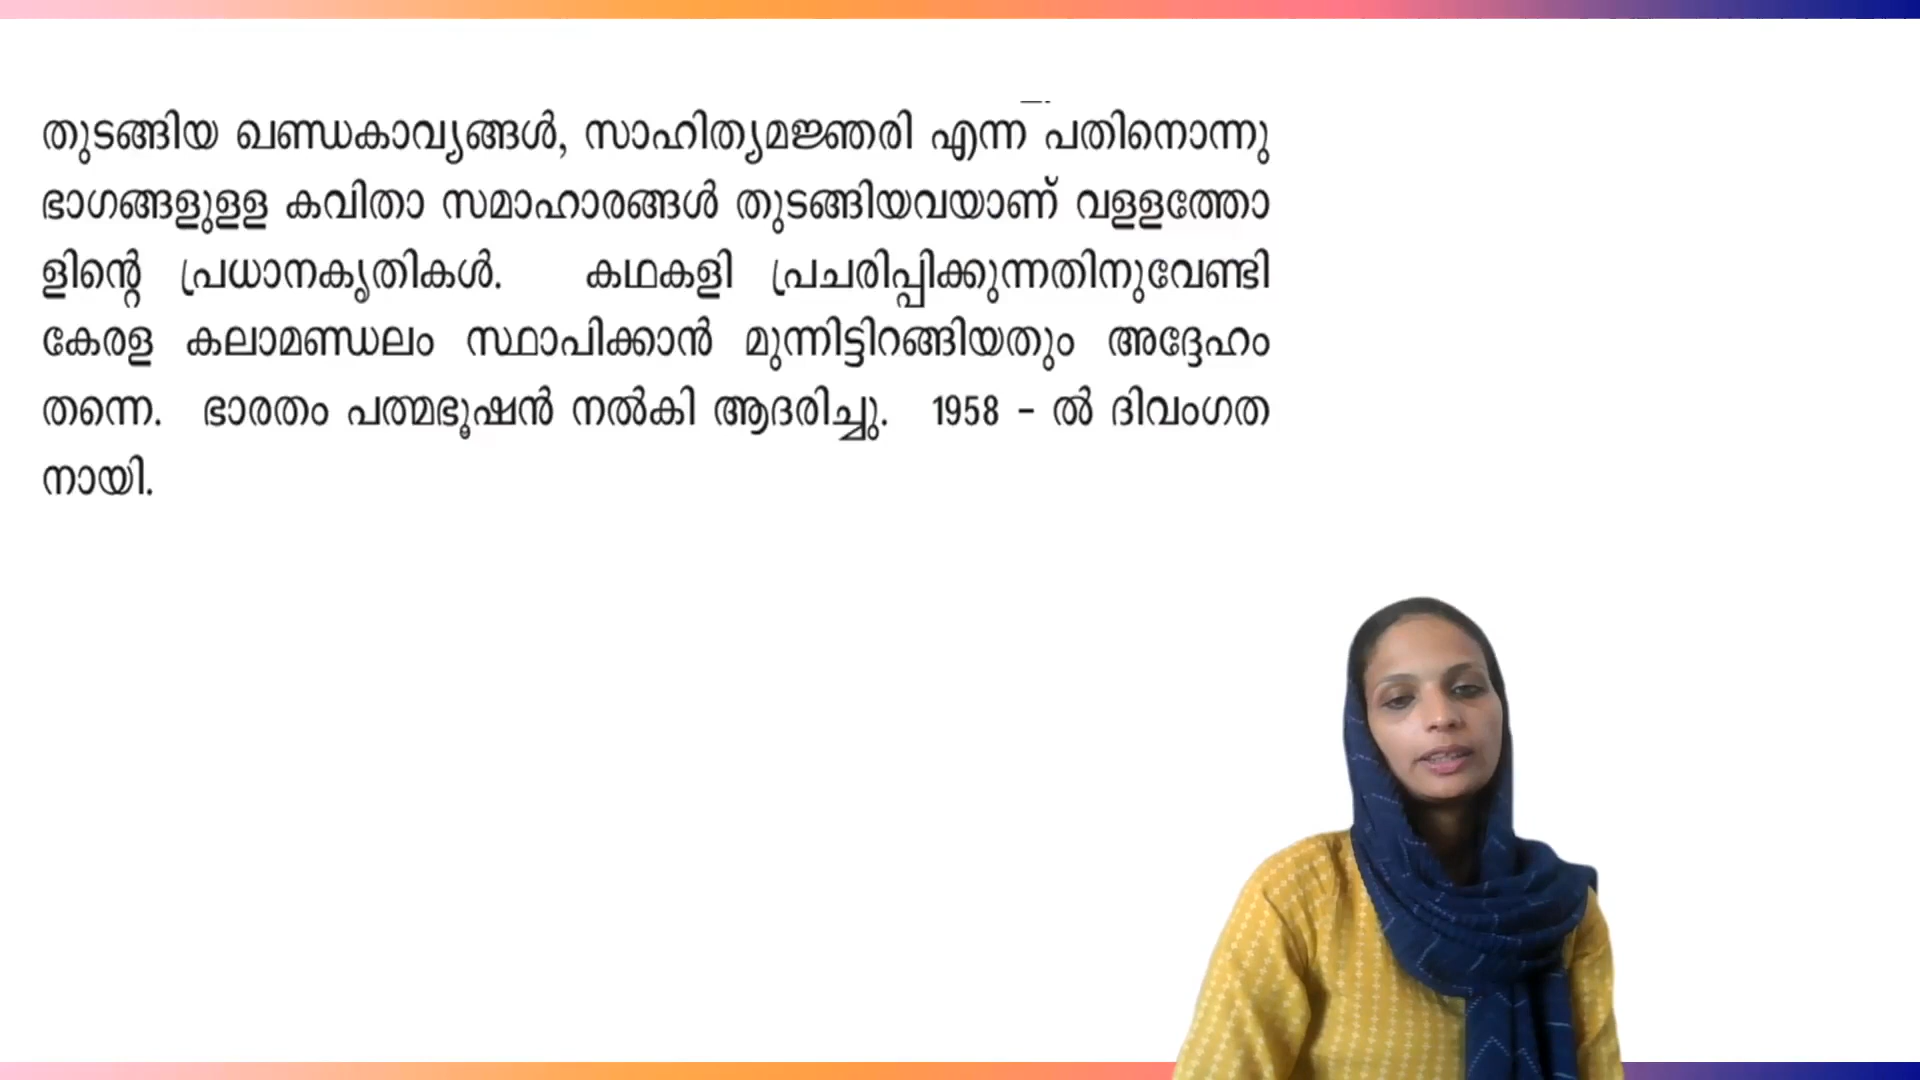 തുടങ്ങിയ ഖണ്ഡകാവ്യങ്ങൾ, സാഹിത്യമഞ്ജരി എന്ന പതിനൊന്നു
ഭാഗങ്ങളുളള കവിതാ സമാഹാരങ്ങൾ തുടങ്ങിയവയാണ് വളളത്തോ
ളിന്റെ പ്രധാനകൃതികൾ. കഥകളി പ്രചരിപ്പിക്കുന്നതിനുവേണ്ടി
കേരള കലാമണ്ഡലം സ്ഥാപിക്കാൻ മുന്നിട്ടിറങ്ങിയതും അദ്ദേഹം
തന്നെ. ഭാരതം പത്മഭൂഷൻ നൽകി ആദരിച്ചു. 1958 - ൽ ദിവംഗത
നായി.